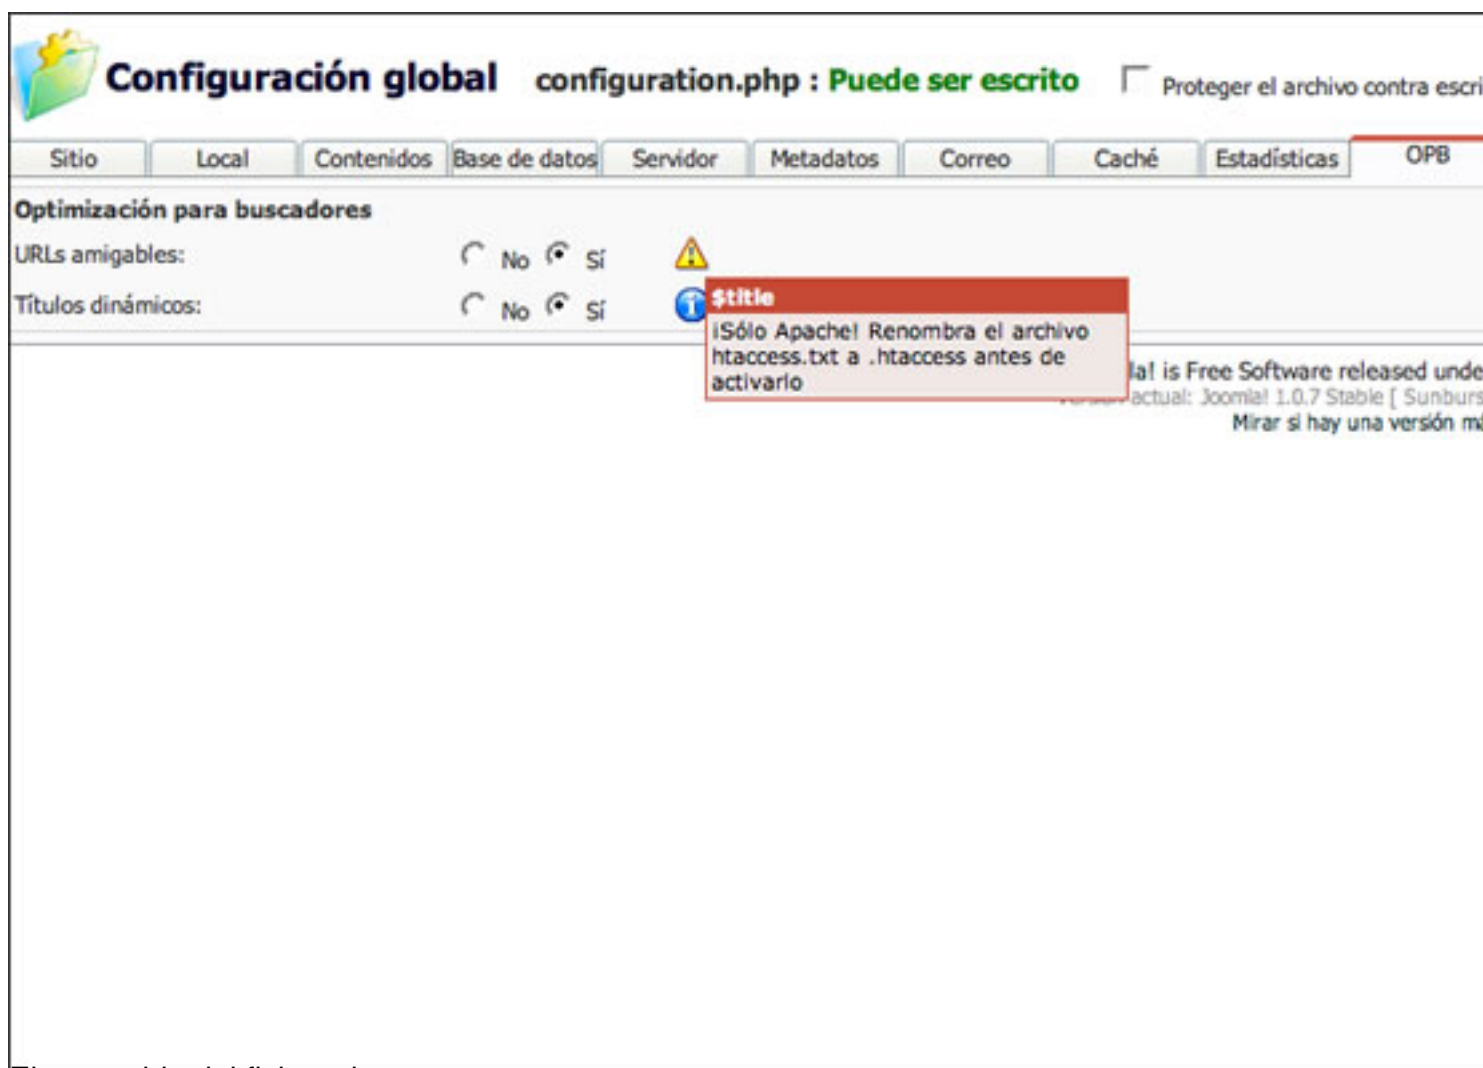 Configuración global configuration.php : Puede ser escrito Proteger el archivo contra escri
Sitio Local Contenidos Base de datos Servidor Metadatos Correo Caché Estadísticas OPB
Optimización para buscadores
URLs amigables: No Sí
Títulos dinámicos: No Sí
$title
¡Sólo Apache! Renombra el archivo
htaccess.txt a .htaccess antes de
activarlo
la! is Free Software released unde
actual: Joomla! 1.0.7 Stable [ Sunburs
Mirar si hay una versión má